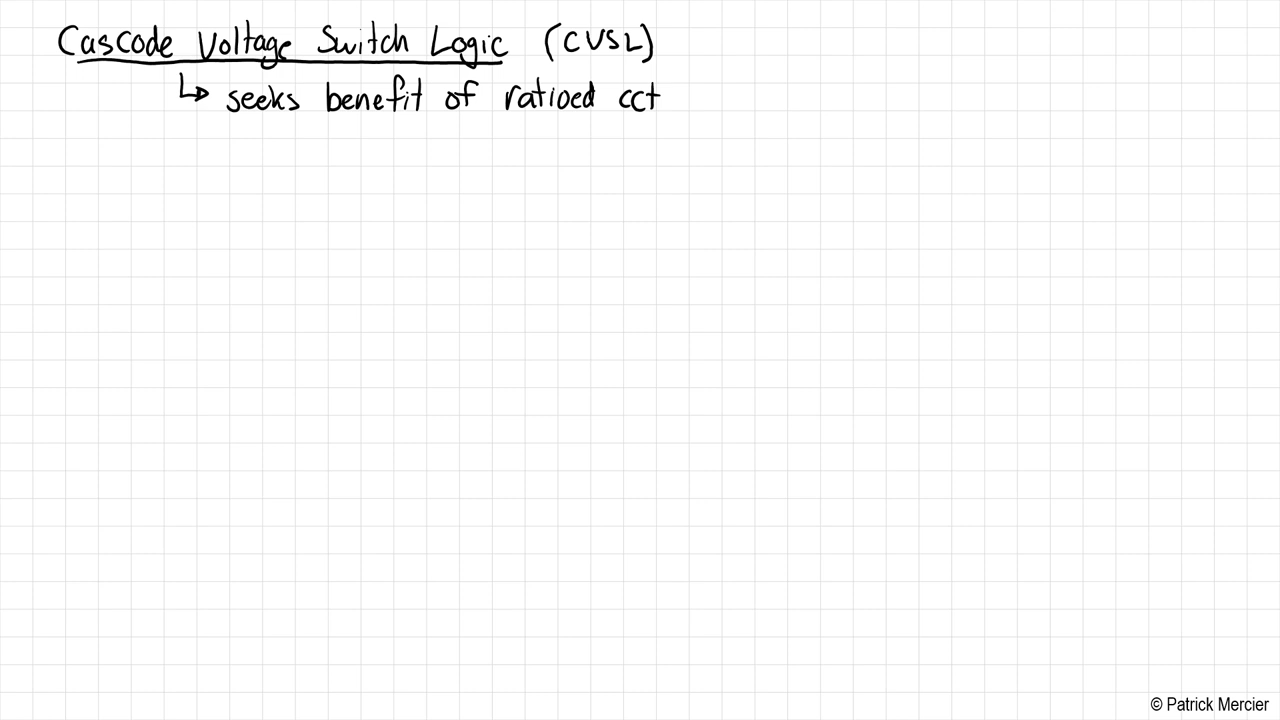 Cascode Voltage Switch Logic (CVSL)
↳ seeks benefit of ratioed cct
© Patrick Mercier